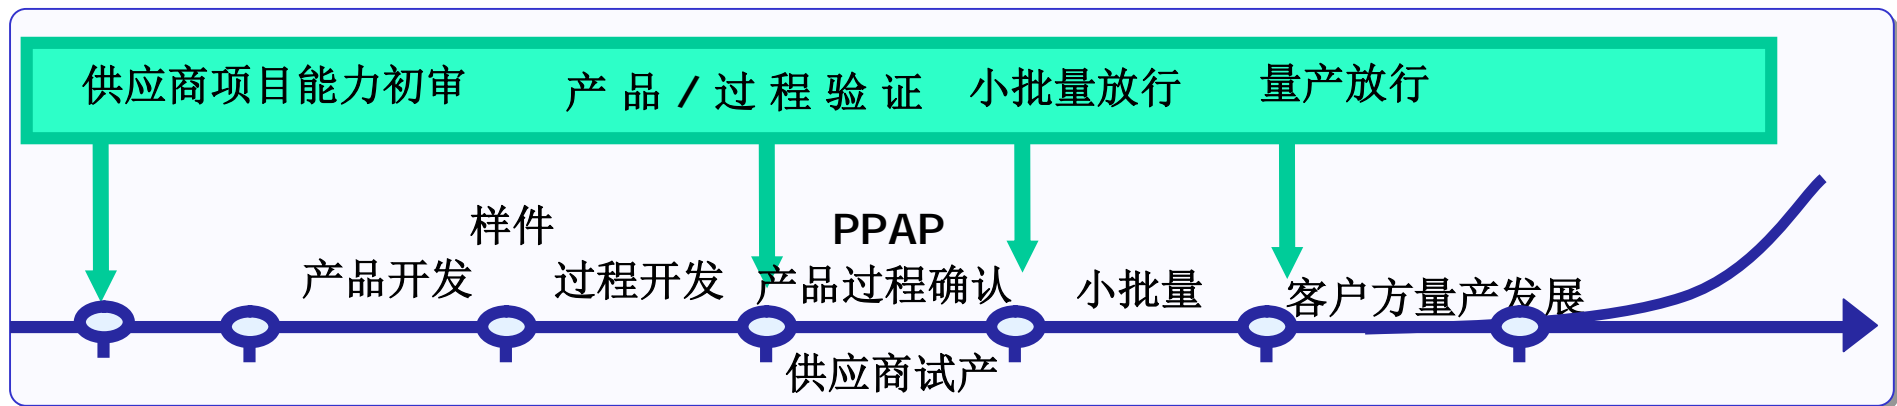 供应商项目能力初审
产品/过程验证
小批量放行
量产放行
样件
PPAP
产品开发
过程开发
产品过程确认
小批量
客户方量产发展
供应商试产